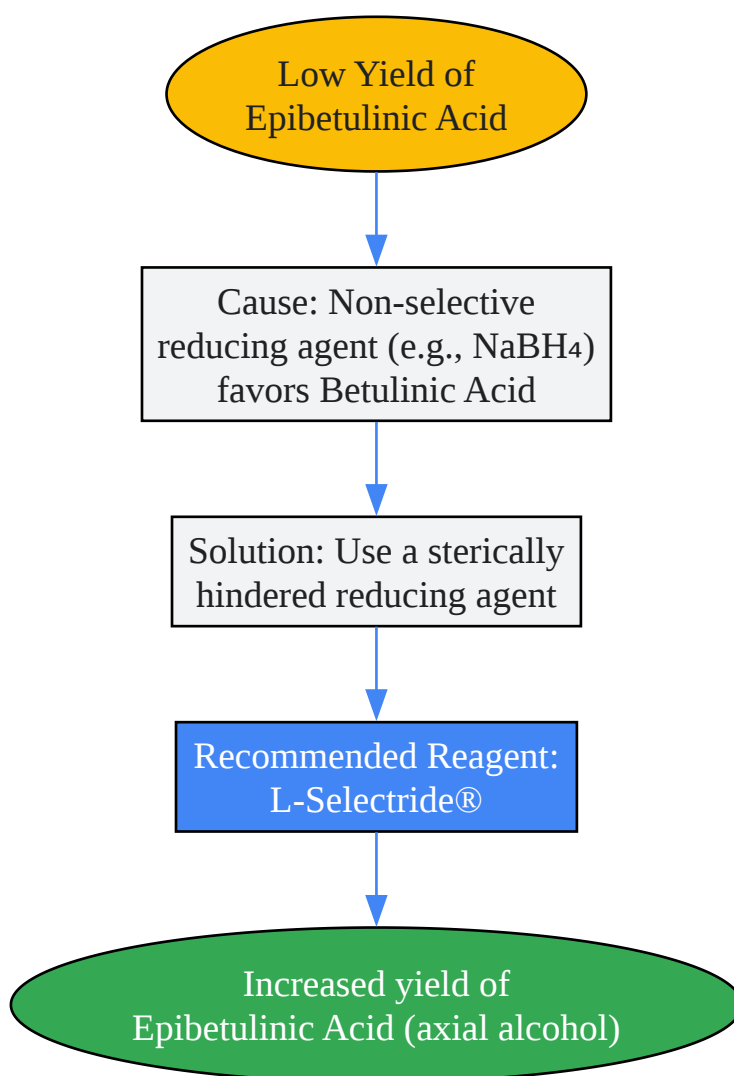 Low Yield of
Epibetulinic Acid
Cause: Non-selective
reducing agent (e.g., NaBH₄)
favors Betulinic Acid
Solution: Use a sterically
hindered reducing agent
Recommended Reagent:
L-Selectride®
Increased yield of
Epibetulinic Acid (axial alcohol)